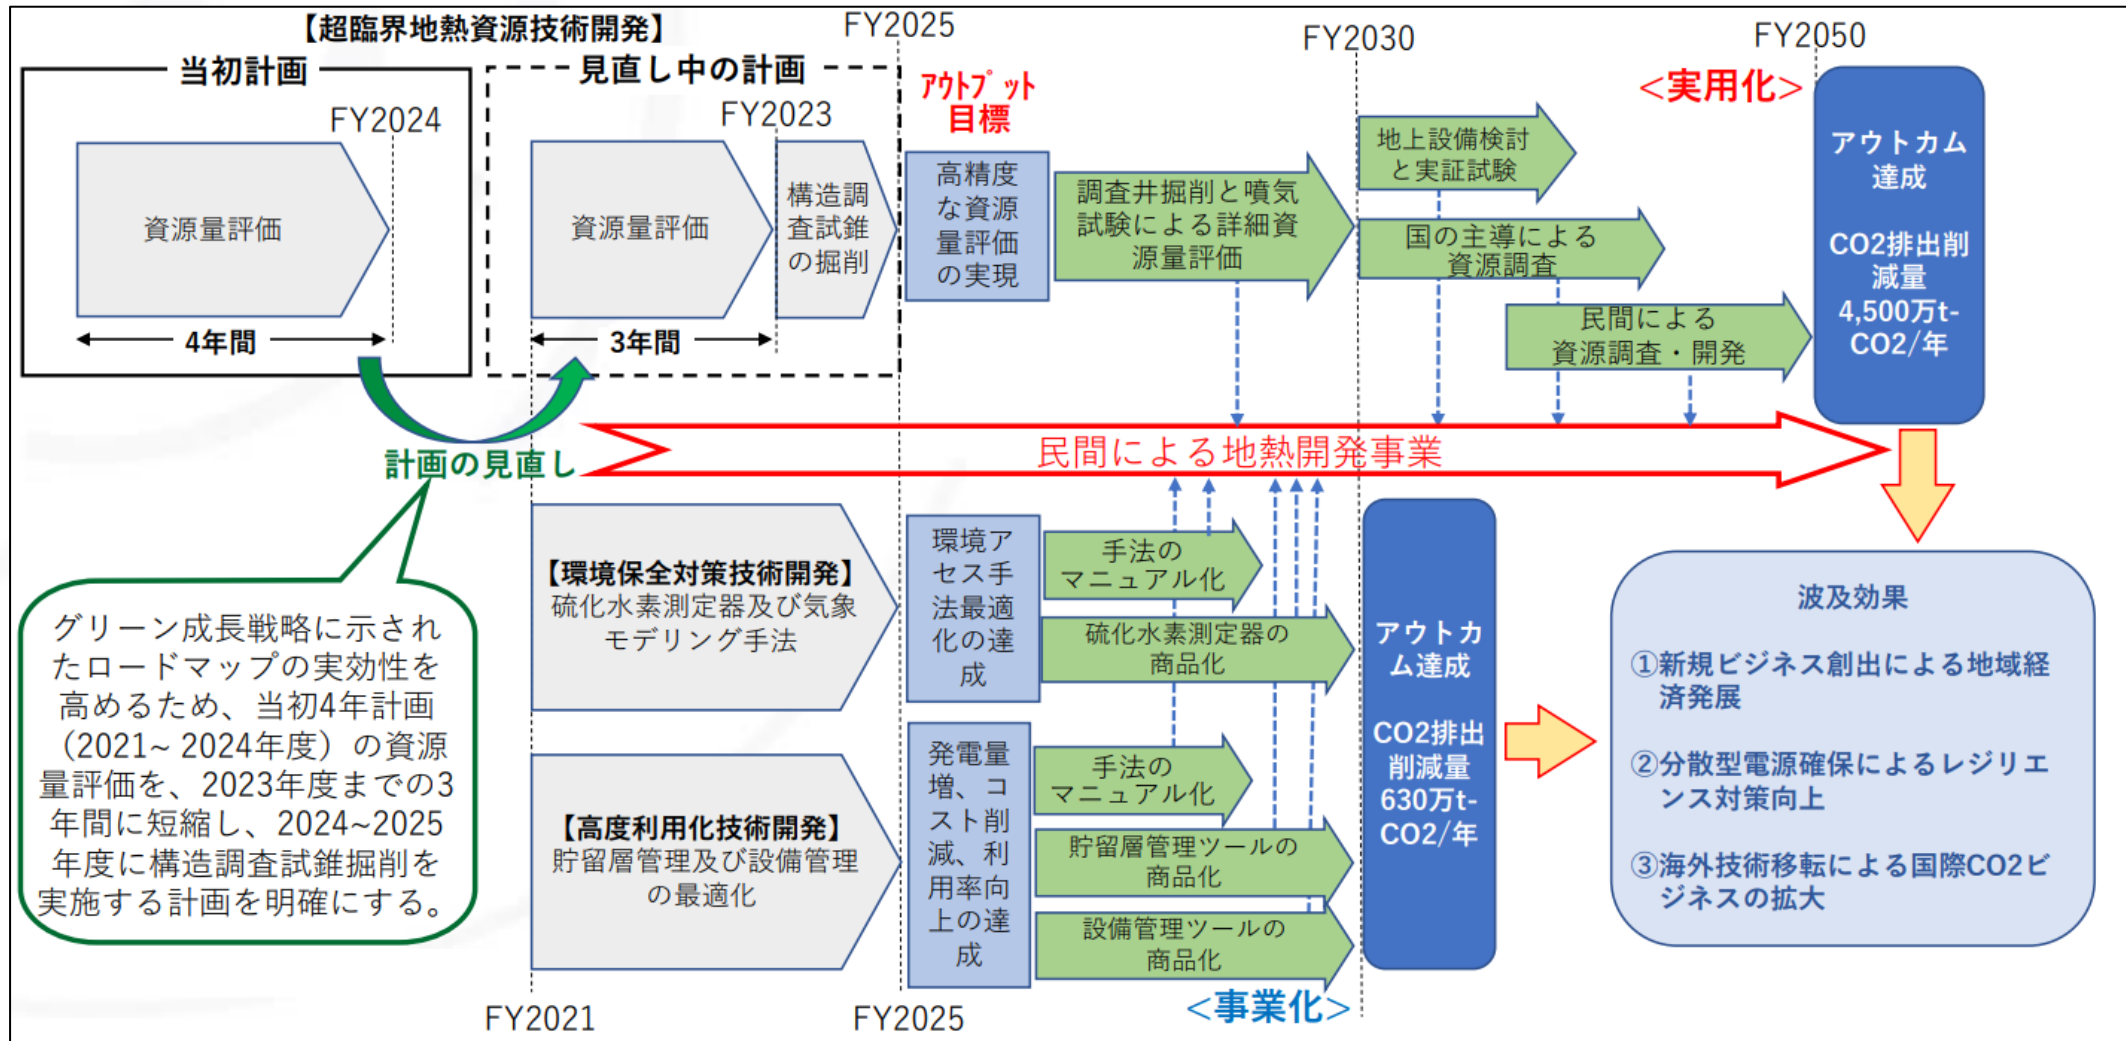 【超臨界地熱資源技術開発】
FY2025
FY2030
FY2050
当初計画
FY2024
資源量評価
4年間
見直し中の計画
FY2023
資源量評価
構造調
査試錐
の掘削
3年間
アウトプット
目標
高精度
な資源
量評価
の実現
調査井掘削と噴気
試験による詳細資
源量評価
地上設備検討
と実証試験
国の主導による
資源調査
民間による
資源調査・開発
<実用化>
アウトカム
達成
CO2排出削
減量
4,500万t-
CO2/年
計画の見直し
民間による地熱開発事業
グリーン成長戦略に示され
たロードマップの実効性を
高めるため、当初4年計画
（2021~ 2024年度）の資源
量評価を、2023年度までの3
年間に短縮し、2024~2025
年度に構造調査試錐掘削を
実施する計画を明確にする。
【環境保全対策技術開発】
硫化水素測定器及び気象
モデリング手法
環境ア
セス手
法最適
化の達
成
手法の
マニュアル化
硫化水素測定器の
商品化
【高度利用化技術開発】
貯留層管理及び設備管理
の最適化
発電量
増、コ
スト削
減、利
用率向
上の達
成
手法の
マニュアル化
貯留層管理ツールの
商品化
設備管理ツールの
商品化
アウトカ
ム達成
CO2排出
削減量
630万t-
CO2/年
波及効果
①新規ビジネス創出による地域経
済発展
②分散型電源確保によるレジリエ
ンス対策向上
③海外技術移転による国際CO2ビ
ジネスの拡大
<事業化>
FY2021
FY2025